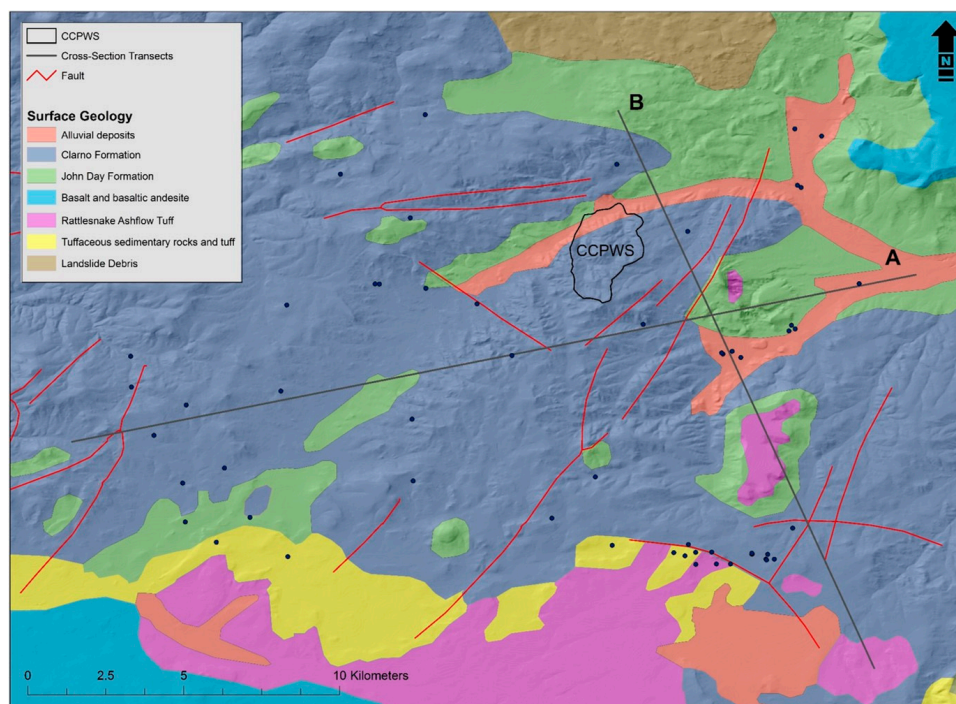 CCPWS
Cross-Section Transects
Fault
Surface Geology
Alluvial deposits
Clarno Formation
John Day Formation
Basalt and basaltic andesite
Rattlesnake Ashflow Tuff
Tuffaceous sedimentary rocks and tuff
Landslide Debris
N
B
CCPWS
A
0 2.5 5 10 Kilometers